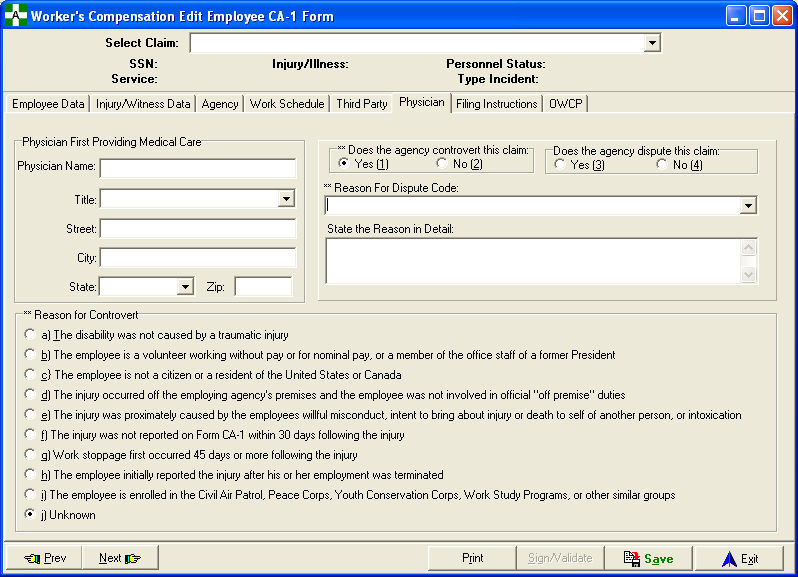 Worker's Compensation Edit Employee CA-1 Form
Select Claim:
SSN: Injury/Illness: Personnel Status:
Service: Type Incident:
Employee Data Injury/Witness Data Agency Work Schedule Third Party Physician Filing Instructions OWCP
Physician First Providing Medical Care
Physician Name:
Title:
Street:
City:
State: Zip:
** Does the agency controvert this claim:
Yes (1) No (2)
Does the agency dispute this claim:
Yes (3) No (4)
** Reason For Dispute Code:
State the Reason in Detail:
** Reason for Controvert
a) The disability was not caused by a traumatic injury
b) The employee is a volunteer working without pay or for nominal pay, or a member of the office staff of a former President
c} The employee is not a citizen or a resident of the United States or Canada
d) The injury occurred off the employing agency's premises and the employee was not involved in official "off premise" duties
e) The injury was proximately caused by the employees willful misconduct, intent to bring about injury or death to self of another person, or intoxication
f) The injury was not reported on Form CA-1 within 30 days following the injury
g) Work stoppage first occurred 45 days or more following the injury
h) The employee initially reported the injury after his or her employment was terminated
i) The employee is enrolled in the Civil Air Patrol, Peace Corps, Youth Conservation Corps, Work Study Programs, or other similar groups
j) Unknown
Prev Next Print Sign/Validate Save Exit